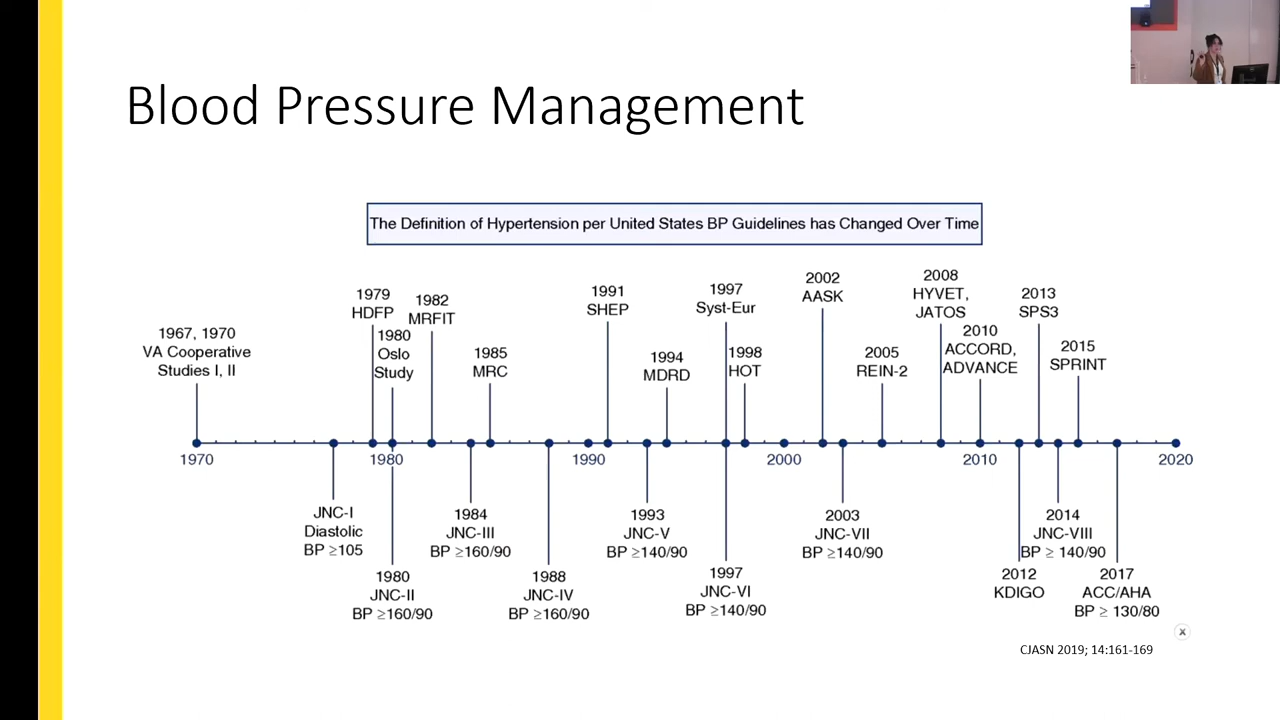 Blood Pressure Management
The Definition of Hypertension per United States BP Guidelines has Changed Over Time
1967, 1970
VA Cooperative
Studies I, II
1979
HDFP
1980
Oslo
Study
1982
MRFIT
1985
MRC
1991
SHEP
1994
MDRD
1997
Syst-Eur
1998
HOT
2002
AASK
2005
REIN-2
2008
HYVET,
JATOS
2010
ACCORD,
ADVANCE
2013
SPS3
2015
SPRINT
1970
1980
1990
2000
2010
2020
JNC-I
Diastolic
BP ≥105
1980
JNC-II
BP ≥160/90
1984
JNC-III
BP ≥160/90
1988
JNC-IV
BP ≥160/90
1993
JNC-V
BP ≥140/90
1997
JNC-VI
BP ≥140/90
2003
JNC-VII
BP ≥140/90
2012
KDIGO
2014
JNC-VIII
BP ≥ 140/90
2017
ACC/AHA
BP ≥ 130/80
x
CJASN 2019; 14:161-169